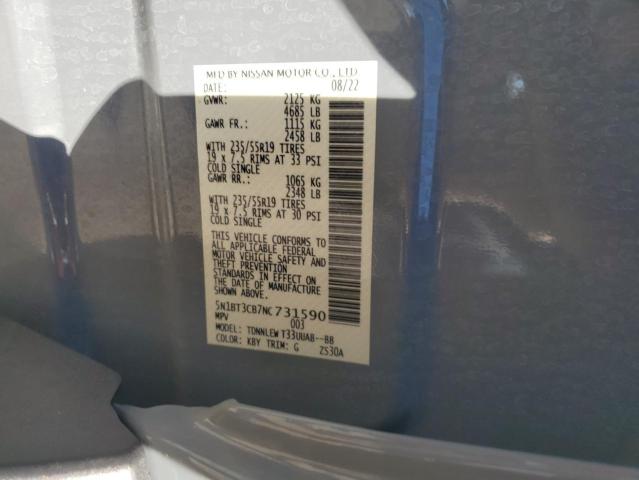 MFD BY NISSAN MOTOR CO., LTD
DATE: 08/22
GVWR: 2125 KG
4685 LB
GAWR FR.: 1115 KG
2458 LB
WITH 235/55R19 TIRES
19 x 7.5 RIMS AT 33 PSI
COLD SINGLE
GAWR RR.: 1065 KG
2348 LB
WITH 235/55R19 TIRES
19 x 7.5 RIMS AT 30 PSI
COLD SINGLE
THIS VEHICLE CONFORMS TO
ALL APPLICABLE FEDERAL
MOTOR VEHICLE SAFETY AND
THEFT PREVENTION
STANDARDS IN EFFECT ON
THE DATE OF MANUFACTURE
SHOWN ABOVE.
5N1BT3CB7NC731590
MPV 003
MODEL: TDNNLEW T33UUAB--BB
COLOR: KBY TRIM: G ZS30A